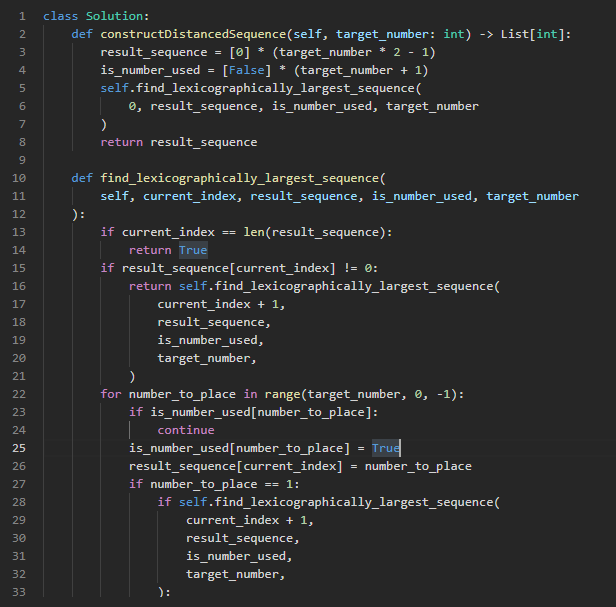 1 class Solution:
2     def constructDistancedSequence(self, target_number: int) -> List[int]:
3         result_sequence = [0] * (target_number * 2 - 1)
4         is_number_used = [False] * (target_number + 1)
5         self.find_lexicographically_largest_sequence(
6             0, result_sequence, is_number_used, target_number
7         )
8         return result_sequence
9
10     def find_lexicographically_largest_sequence(
11         self, current_index, result_sequence, is_number_used, target_number
12     ):
13         if current_index == len(result_sequence):
14             return True
15         if result_sequence[current_index] != 0:
16             return self.find_lexicographically_largest_sequence(
17                 current_index + 1,
18                 result_sequence,
19                 is_number_used,
20                 target_number,
21             )
22         for number_to_place in range(target_number, 0, -1):
23             if is_number_used[number_to_place]:
24                 continue
25             is_number_used[number_to_place] = True
26             result_sequence[current_index] = number_to_place
27             if number_to_place == 1:
28                 if self.find_lexicographically_largest_sequence(
29                     current_index + 1,
30                     result_sequence,
31                     is_number_used,
32                     target_number,
33                 ):